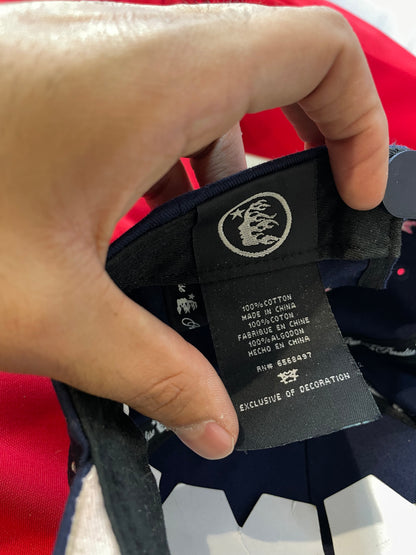 100%COTTON
MADE IN CHINA
100%COTON
FABRIQUE EN CHINE
100%ALGODON
HECHO EN CHINA
RN# 6568497
EXCLUSIVE OF DECORATION